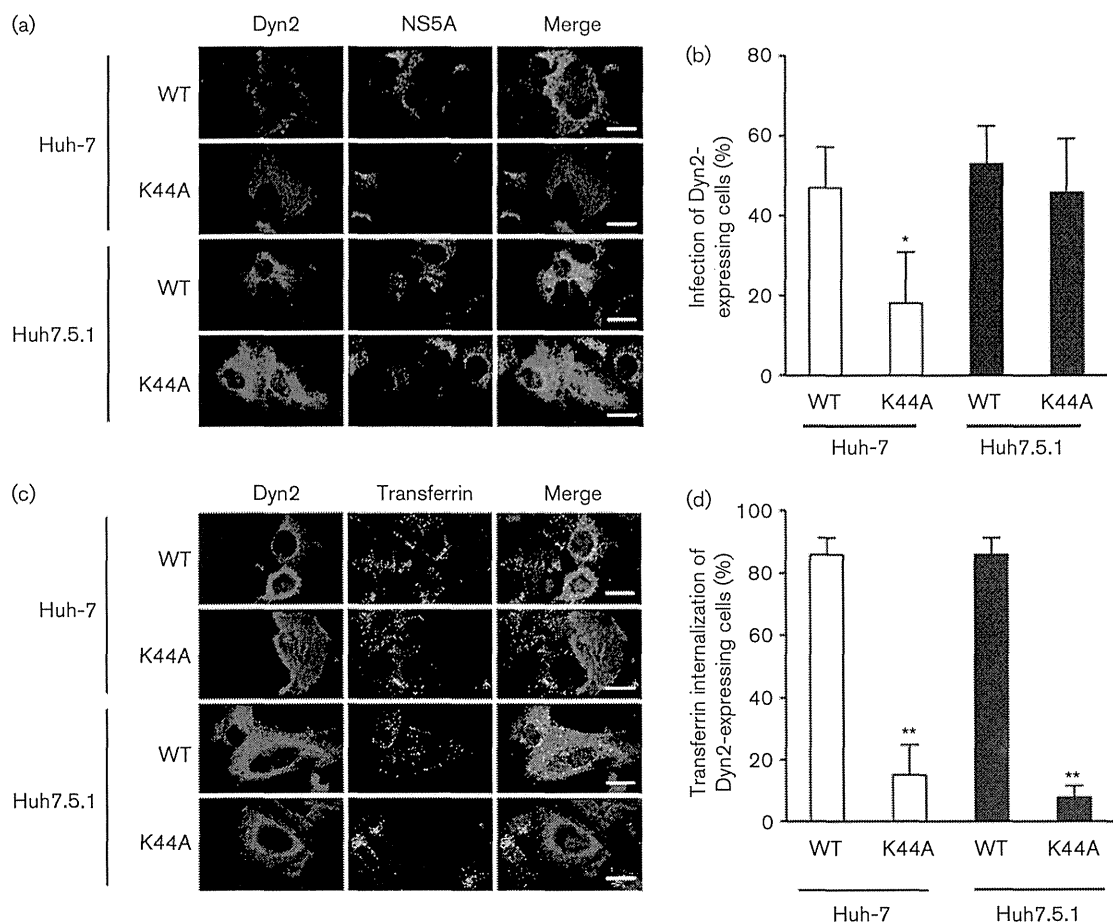 (a)
Dyn2 NS5A Merge
Huh-7
WT
K44A
Huh7.5.1
WT
K44A
(b)
Infection of Dyn2-
expressing cells (%)
80
60
40
20
0
*
WT K44A WT K44A
Huh-7 Huh7.5.1
(c)
Dyn2 Transferrin Merge
Huh-7
WT
K44A
Huh7.5.1
WT
K44A
(d)
Transferrin internalization of
Dyn2-expressing cells (%)
100
80
60
40
20
0
** **
WT K44A WT K44A
Huh-7 Huh7.5.1